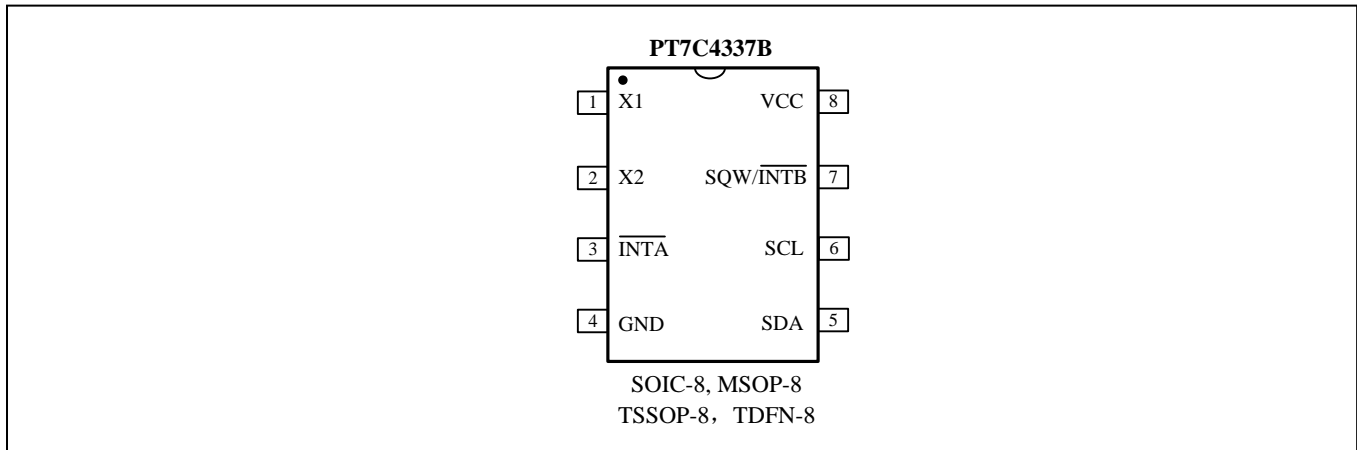 PT7C4337B
1 X1 VCC 8
2 X2 SQW/INTB 7
3 INTA SCL 6
4 GND SDA 5
SOIC-8, MSOP-8
TSSOP-8，TDFN-8